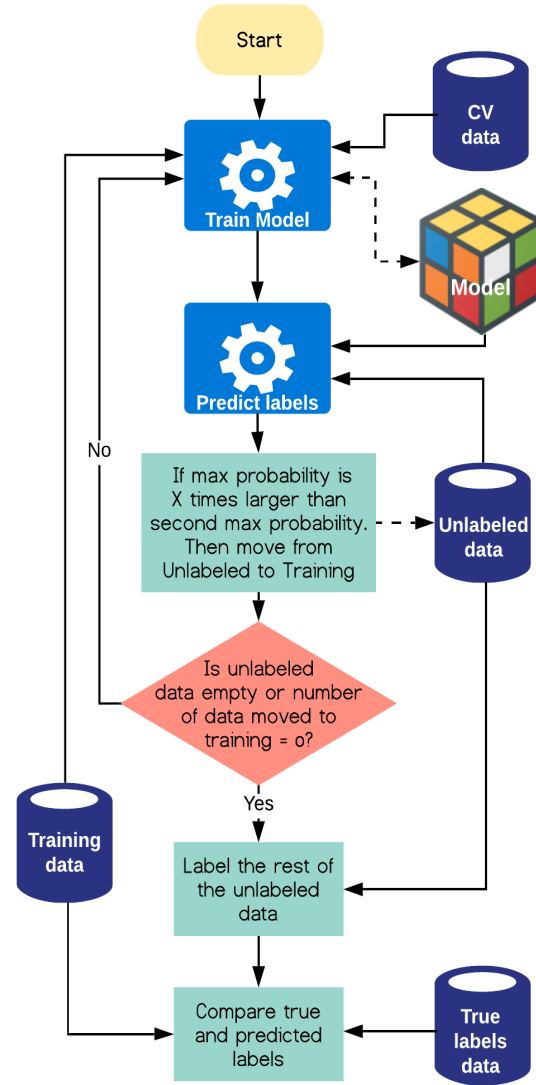 Start
CV
data
Train Model
Model
Predict labels
No
If max probability is
X times larger than
second max probability.
Then move from
Unlabeled to Training
Unlabeled
data
Is unlabeled
data empty or number
of data moved to
training = 0?
Yes
Training
data
Label the rest of
the unlabeled
data
Compare true
and predicted
labels
True
labels
data